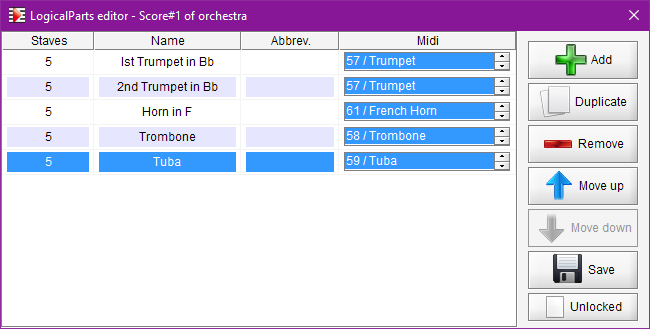 LogicalParts editor - Score#1 of orchestra
Staves Name Abbrev. Midi
5 1st Trumpet in Bb 57 / Trumpet
5 2nd Trumpet in Bb 57 / Trumpet
5 Horn in F 61 / French Horn
5 Trombone 58 / Trombone
5 Tuba 59 / Tuba
Add
Duplicate
Remove
Move up
Move down
Save
Unlocked